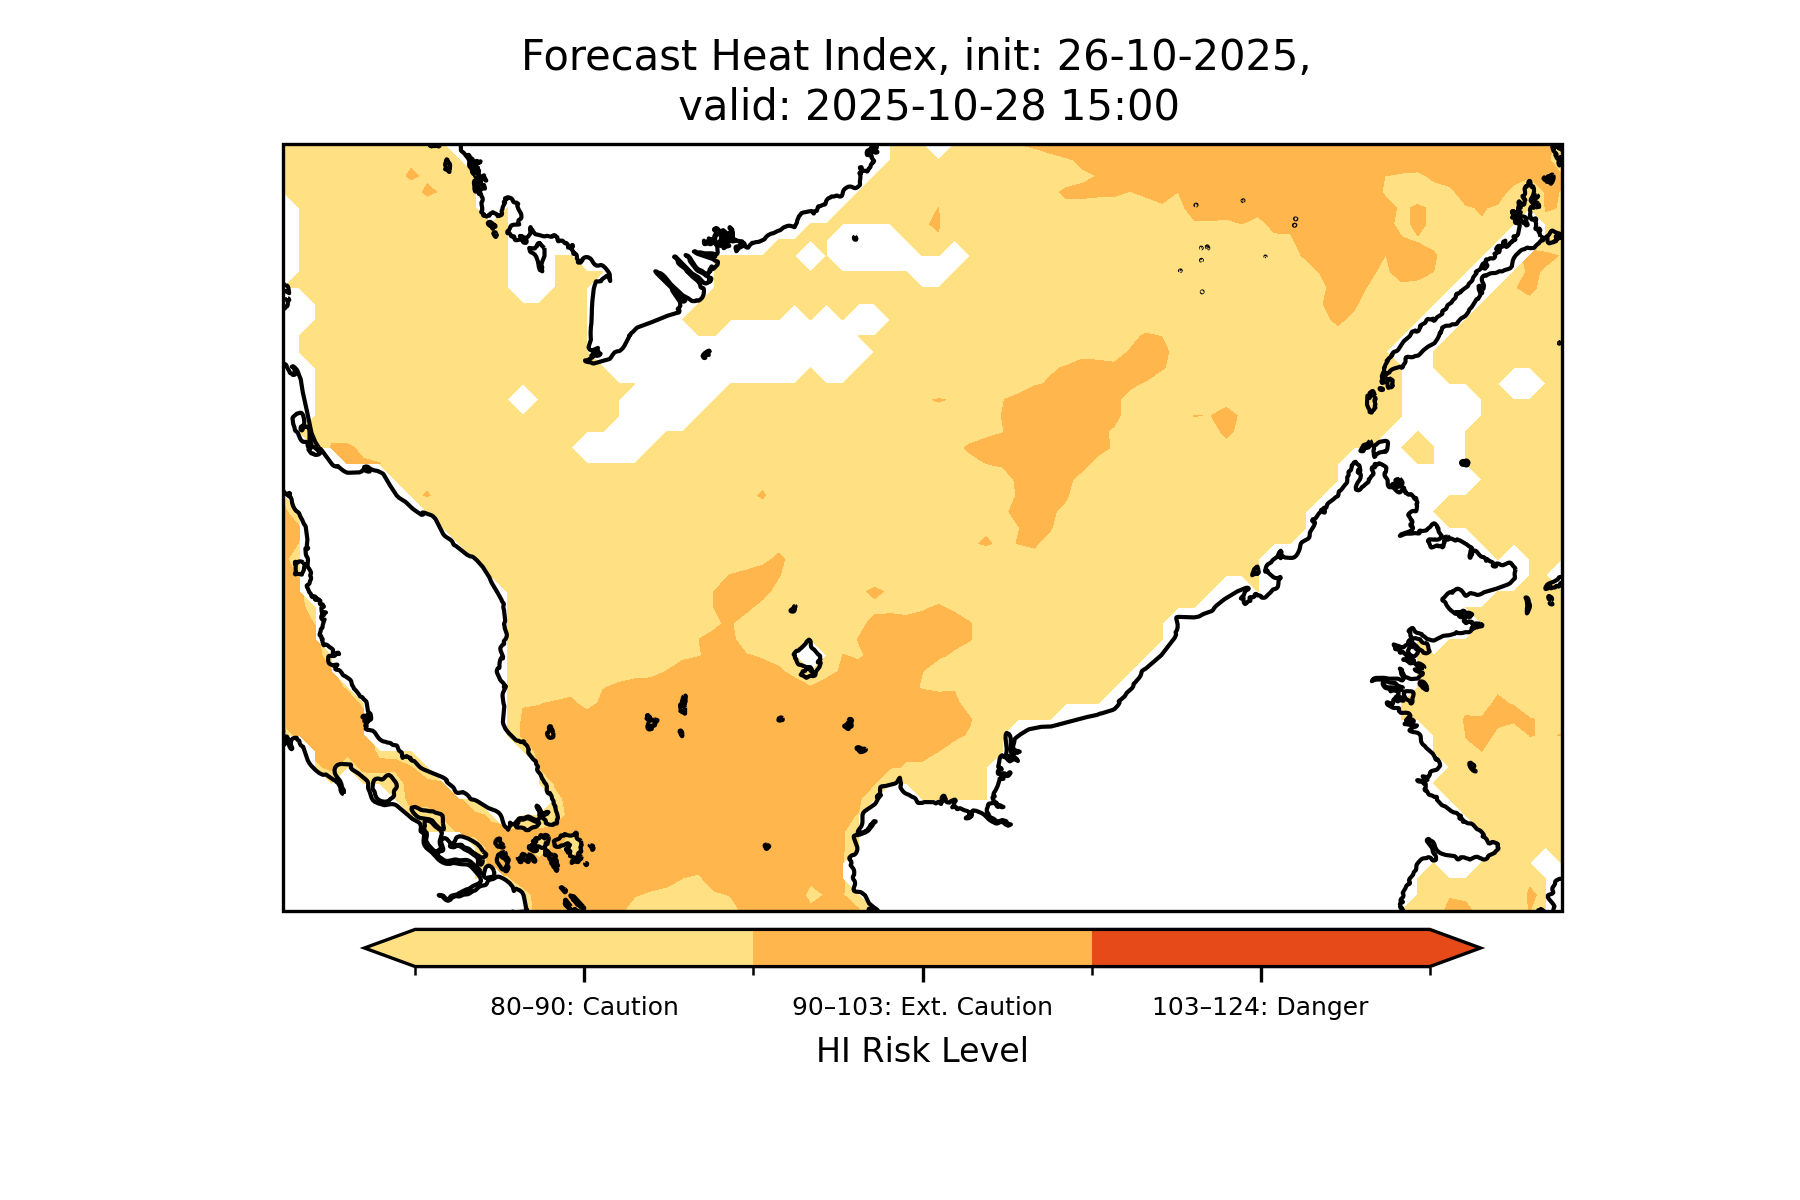 Forecast Heat Index, init: 26-10-2025,
valid: 2025-10-28 15:00
80–90: Caution
90–103: Ext. Caution
103–124: Danger
HI Risk Level